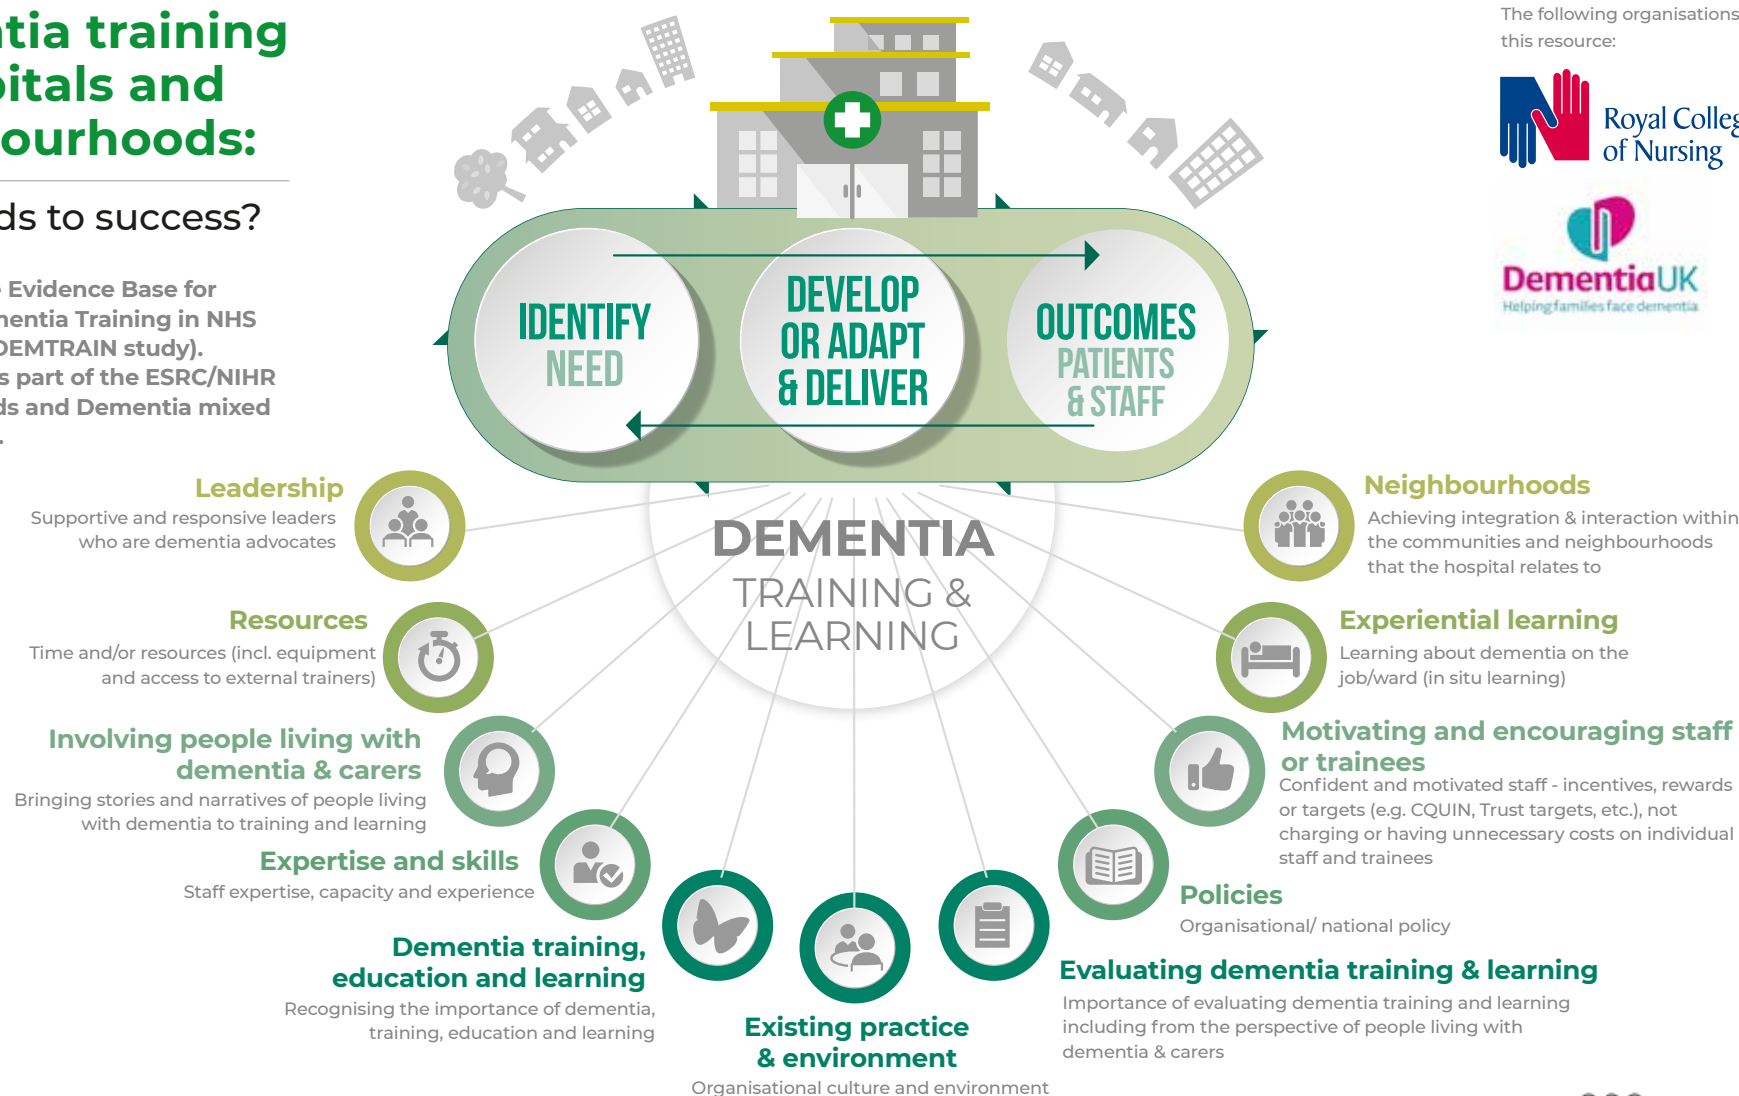 tia training
itals and
ourhoods:
ds to success?
Evidence Base for
nentia Training in NHS
DEMTRAIN study).
s part of the ESRC/NIHR
ds and Dementia mixed
The following organisations
this resource:
Royal Colleg
of Nursing
DementiaUK
Helping families face dementia
IDENTIFY
NEED
DEVELOP
OR ADAPT
& DELIVER
OUTCOMES
PATIENTS
& STAFF
DEMENTIA
TRAINING &
LEARNING
Leadership
Supportive and responsive leaders
who are dementia advocates
Resources
Time and/or resources (incl. equipment
and access to external trainers)
Involving people living with
dementia & carers
Bringing stories and narratives of people living
with dementia to training and learning
Expertise and skills
Staff expertise, capacity and experience
Dementia training,
education and learning
Recognising the importance of dementia,
training, education and learning
Existing practice
& environment
Organisational culture and environment
Evaluating dementia training & learning
Importance of evaluating dementia training and learning
including from the perspective of people living with
dementia & carers
Policies
Organisational/ national policy
Motivating and encouraging staff
or trainees
Confident and motivated staff - incentives, rewards
or targets (e.g. CQUIN, Trust targets, etc.), not
charging or having unnecessary costs on individual
staff and trainees
Experiential learning
Learning about dementia on the
job/ward (in situ learning)
Neighbourhoods
Achieving integration & interaction within
the communities and neighbourhoods
that the hospital relates to